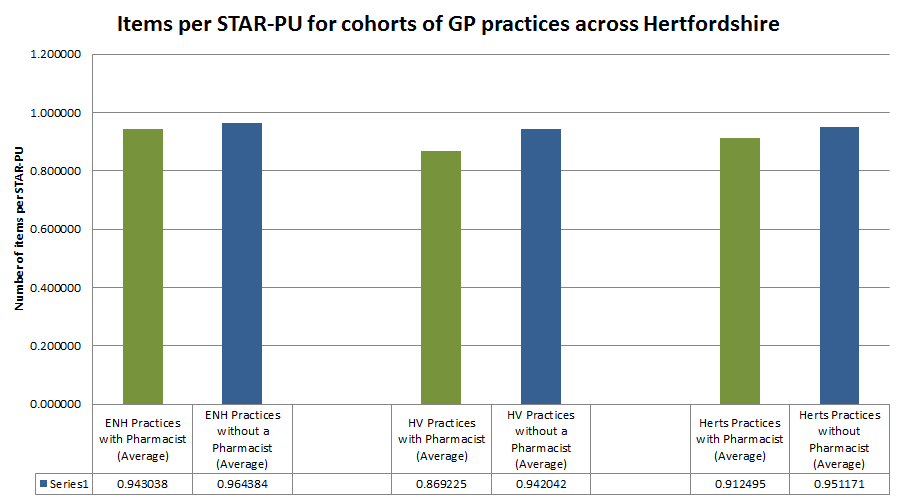 Items per STAR-PU for cohorts of GP practices across Hertfordshire
Number of items per STAR-PU
1.200000
1.000000
0.800000
0.600000
0.400000
0.200000
0.000000
ENH Practices
with Pharmacist
(Average)
ENH Practices
without a
Pharmacist
(Average)
HV Practices
with Pharmacist
(Average)
HV Practices
without a
Pharmacist
(Average)
Herts Practices
with Pharmacist
(Average)
Herts Practices
without
Pharmacist
(Average)
Series1 0.943038 0.964384 0.869225 0.942042 0.912495 0.951171